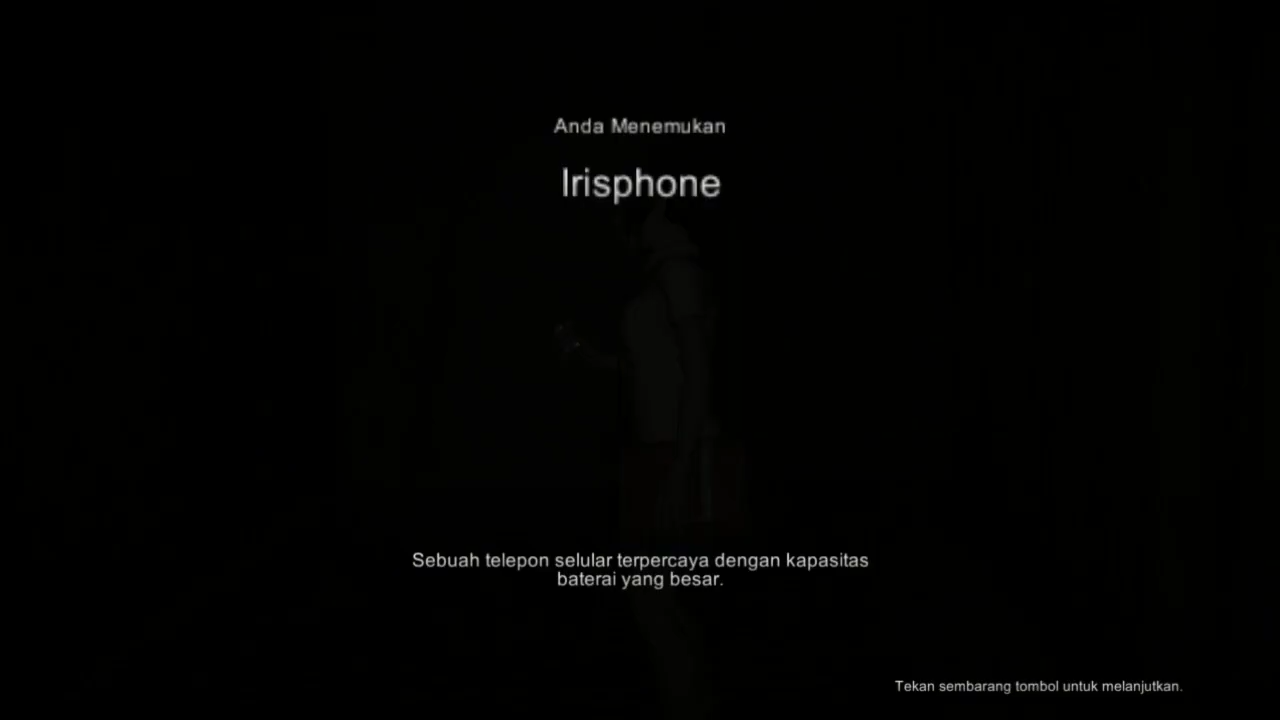 Anda Menemukan
Irisphone
Sebuah telepon selular terpercaya dengan kapasitas
baterai yang besar.
Tekan sembarang tombol untuk melanjutkan.